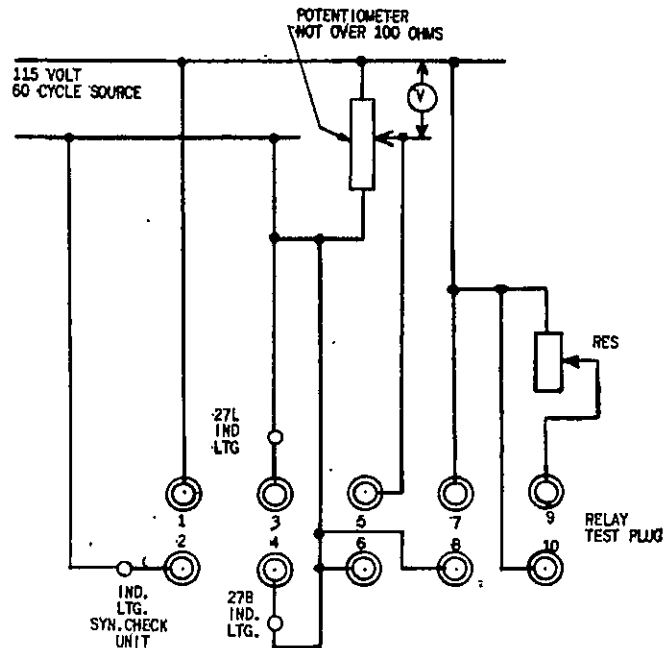 POTENTIOMETER
NOT OVER 100 OHMS
115 VOLT
60 CYCLE SOURCE
V
RES
27L
IND
LTG
1
3
5
7
9
RELAY
TEST PLUG
2
4
6
8
10
IND.
LTG.
SYN.CHECK
UNIT
27B
IND.
LTG.